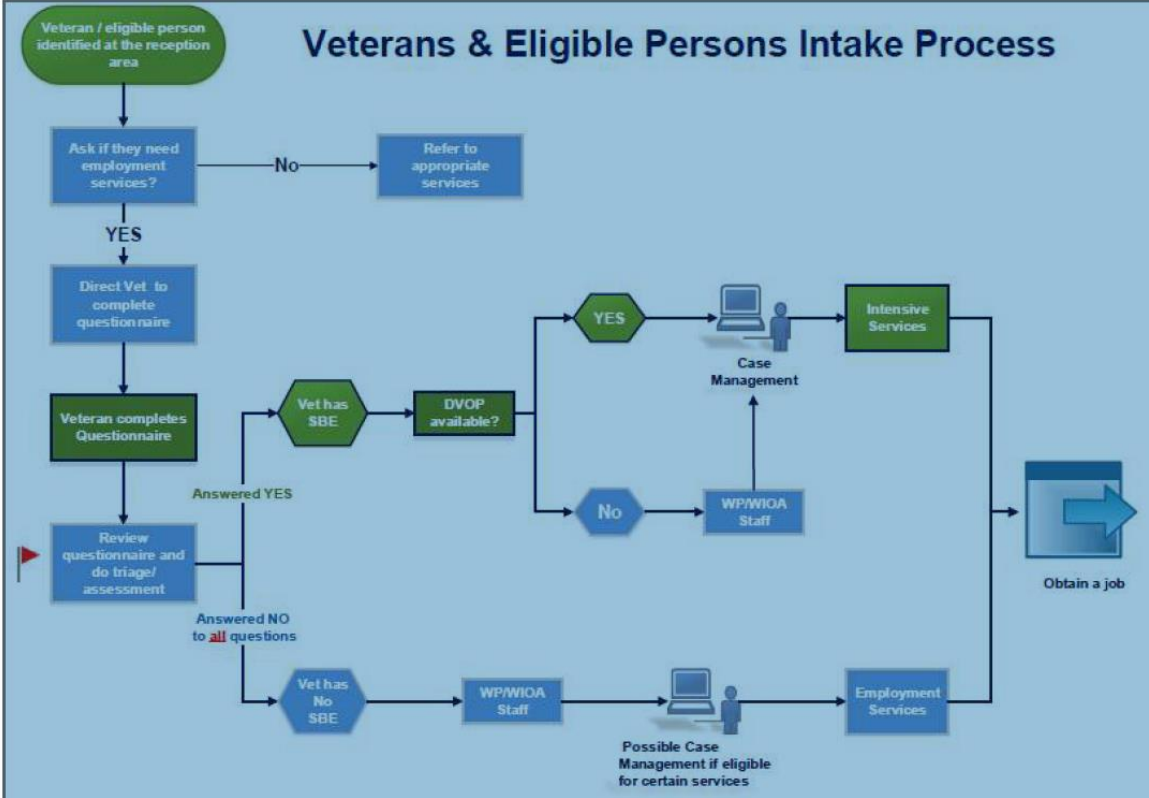 Veterans & Eligible Persons Intake Process
Veteran / eligible person
identified at the reception
area
Ask if they need
employment
services?
No
Refer to
appropriate
services
YES
Direct Vet to
complete
questionnaire
Veteran completes
Questionnaire
Review
questionnaire and
do triage/
assessment
Answered YES
Vet has
SBE
DVOP
available?
YES
Case
Management
Intensive
Services
No
WP/WIOA
Staff
Answered NO
to all questions
Vet has
No
SBE
WP/WIOA
Staff
Possible Case
Management if eligible
for certain services
Employment
Services
Obtain a job